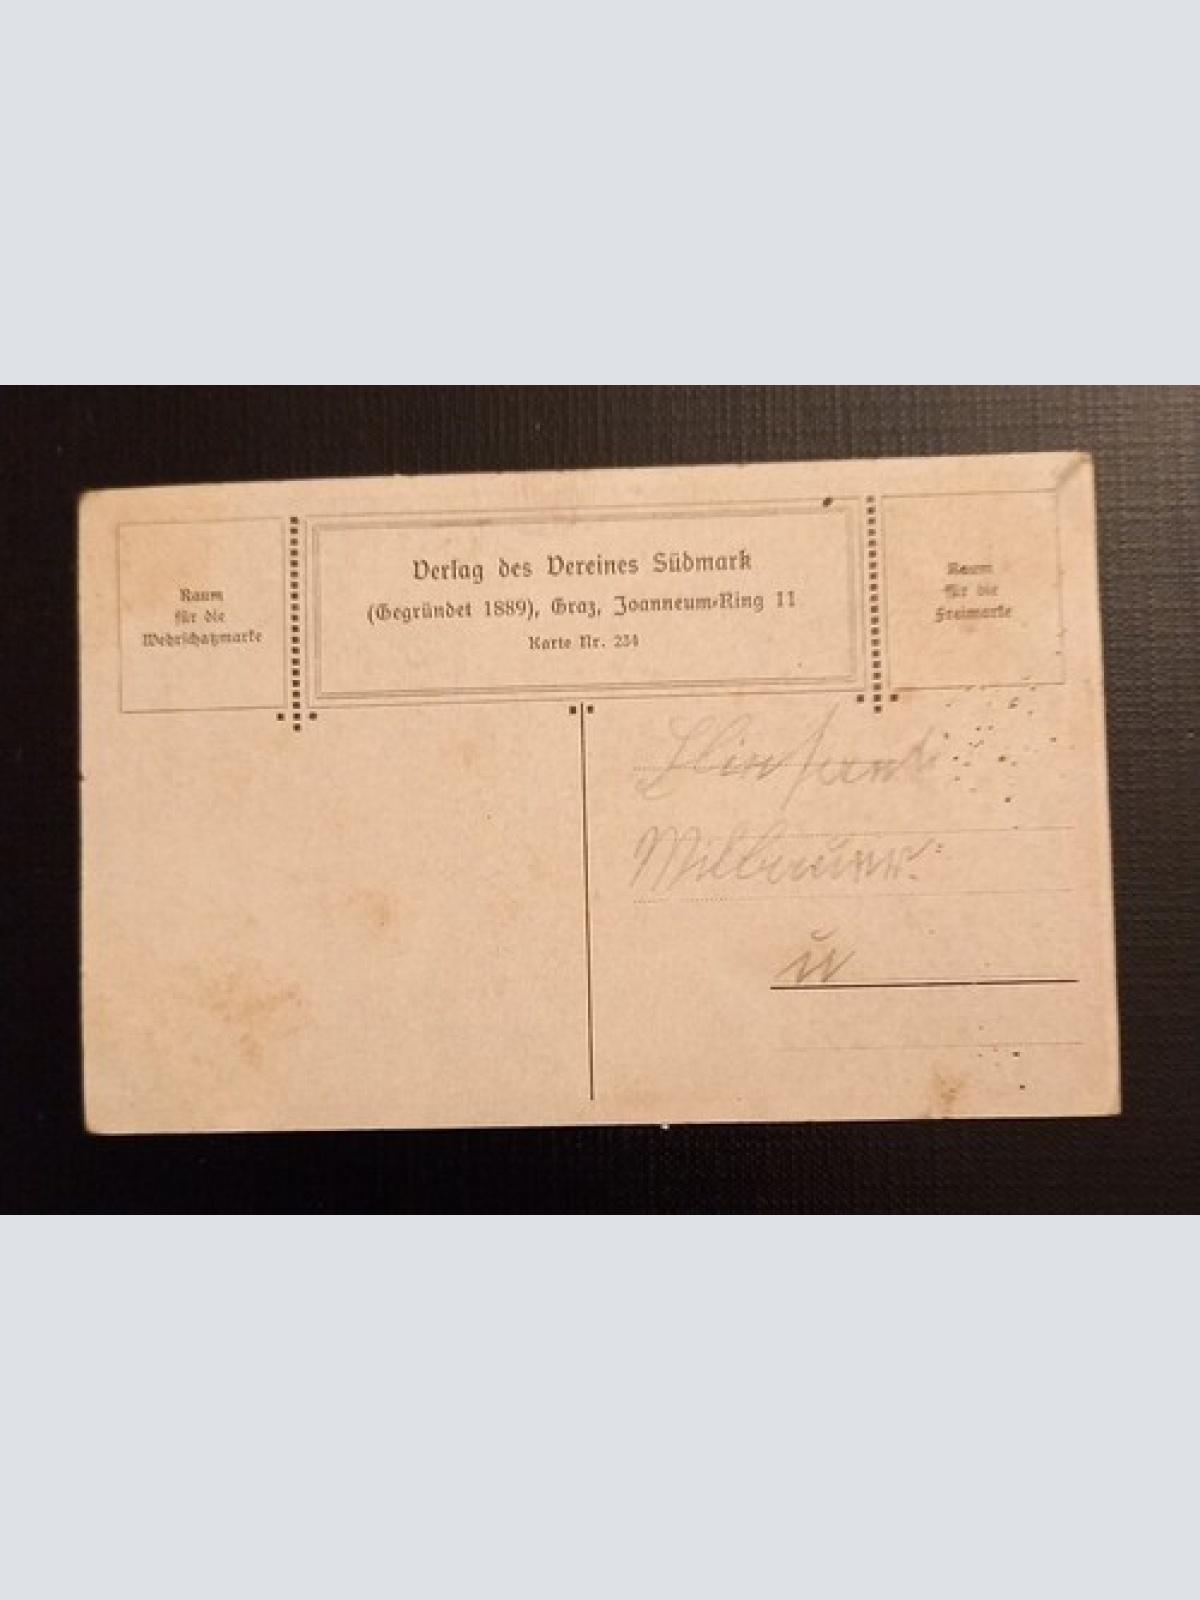 Verlag des Vereines Südmark
(Gegründet 1889), Graz, Joanneum-Ring 11
Karte Nr. 234
Raum
für die
Wehrschatzmarke
Raum
für die
Freimarke